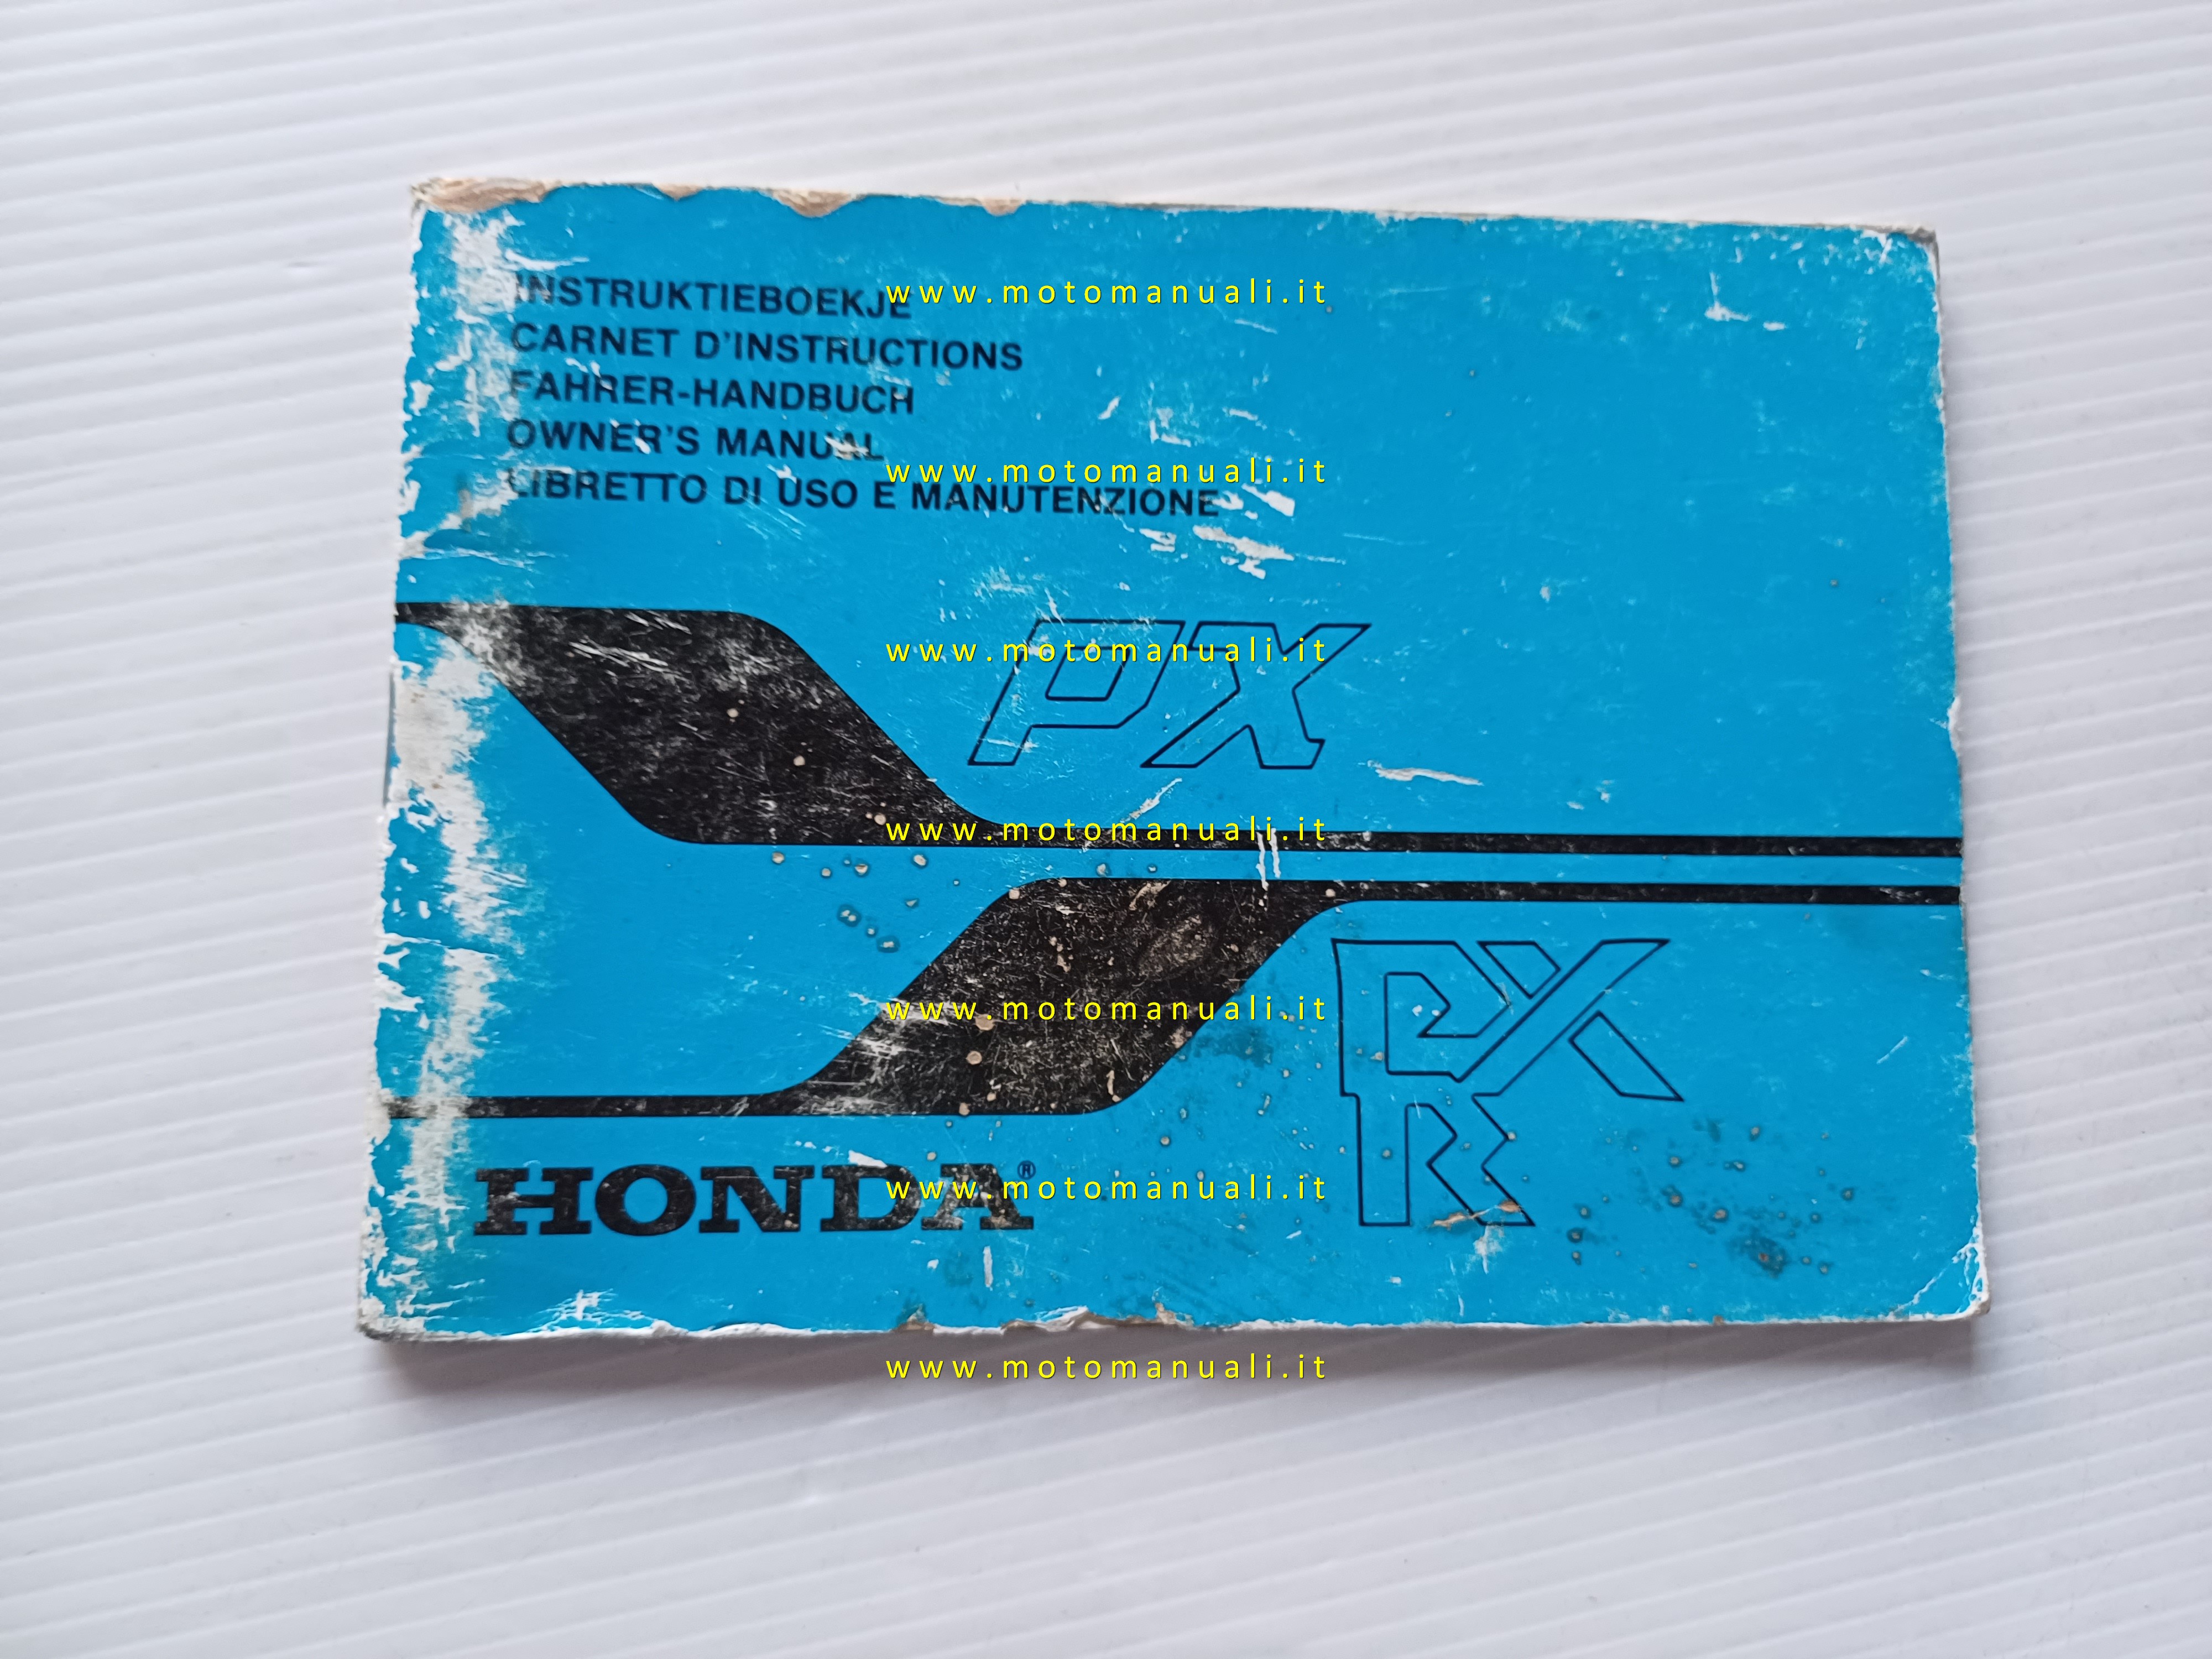 INSTRUKTIEBOEKJE
CARNET D'INSTRUCTIONS
FAHRER-HANDBUCH
OWNER'S MANUAL
LIBRETTO DI USO E MANUTENZIONE
PX
PX
R
HONDA®
www.motomanuali.it
www.motomanuali.it
www.motomanuali.it
www.motomanuali.it
www.motomanuali.it
www.motomanuali.it
www.motomanuali.it